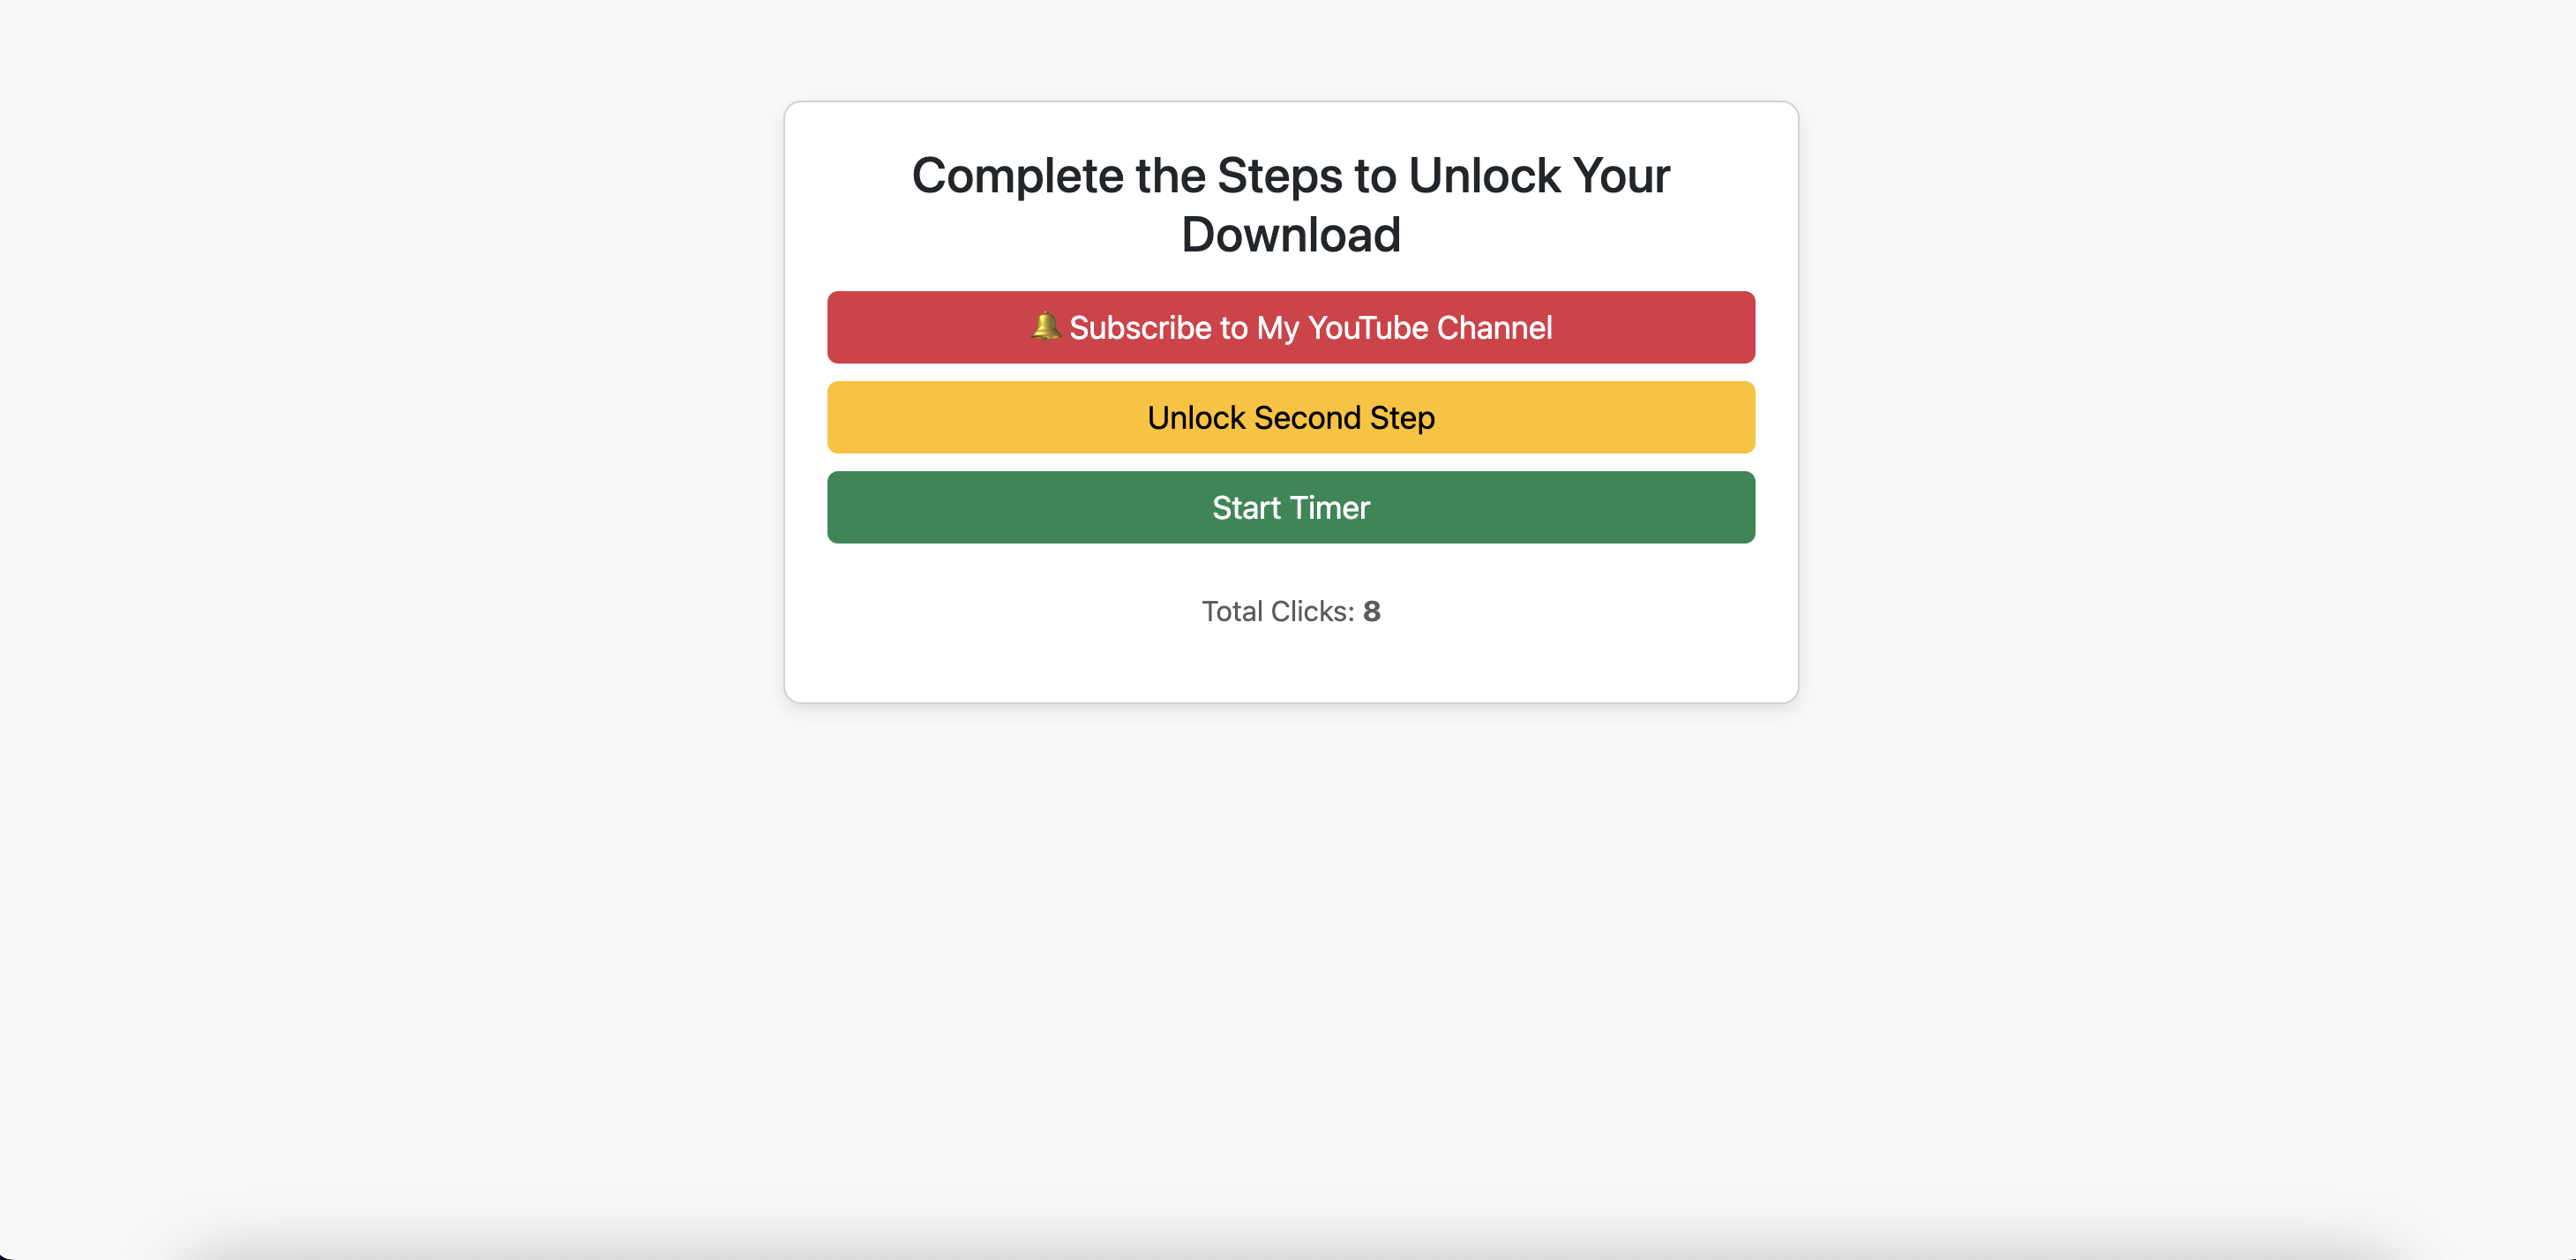 Complete the Steps to Unlock Your
Download
🔔 Subscribe to My YouTube Channel
Unlock Second Step
Start Timer
Total Clicks: 8